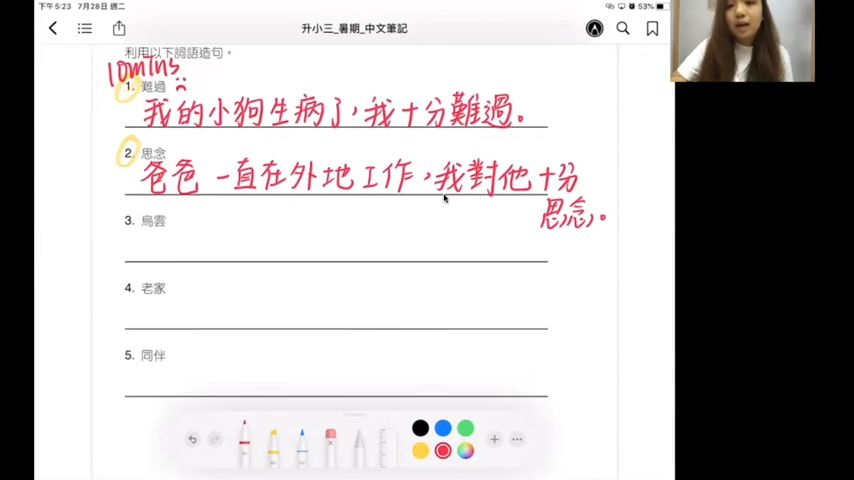 下午5:23 7月28日 週二
53%
升小三_暑期_中文筆記
利用以下詞語造句。
10mins
1. 難過
我的小狗生病了,我十分難過。
2. 思念
爸爸一直在外地工作,我對他十分
思念。
3. 烏雲
4. 老家
5. 同伴